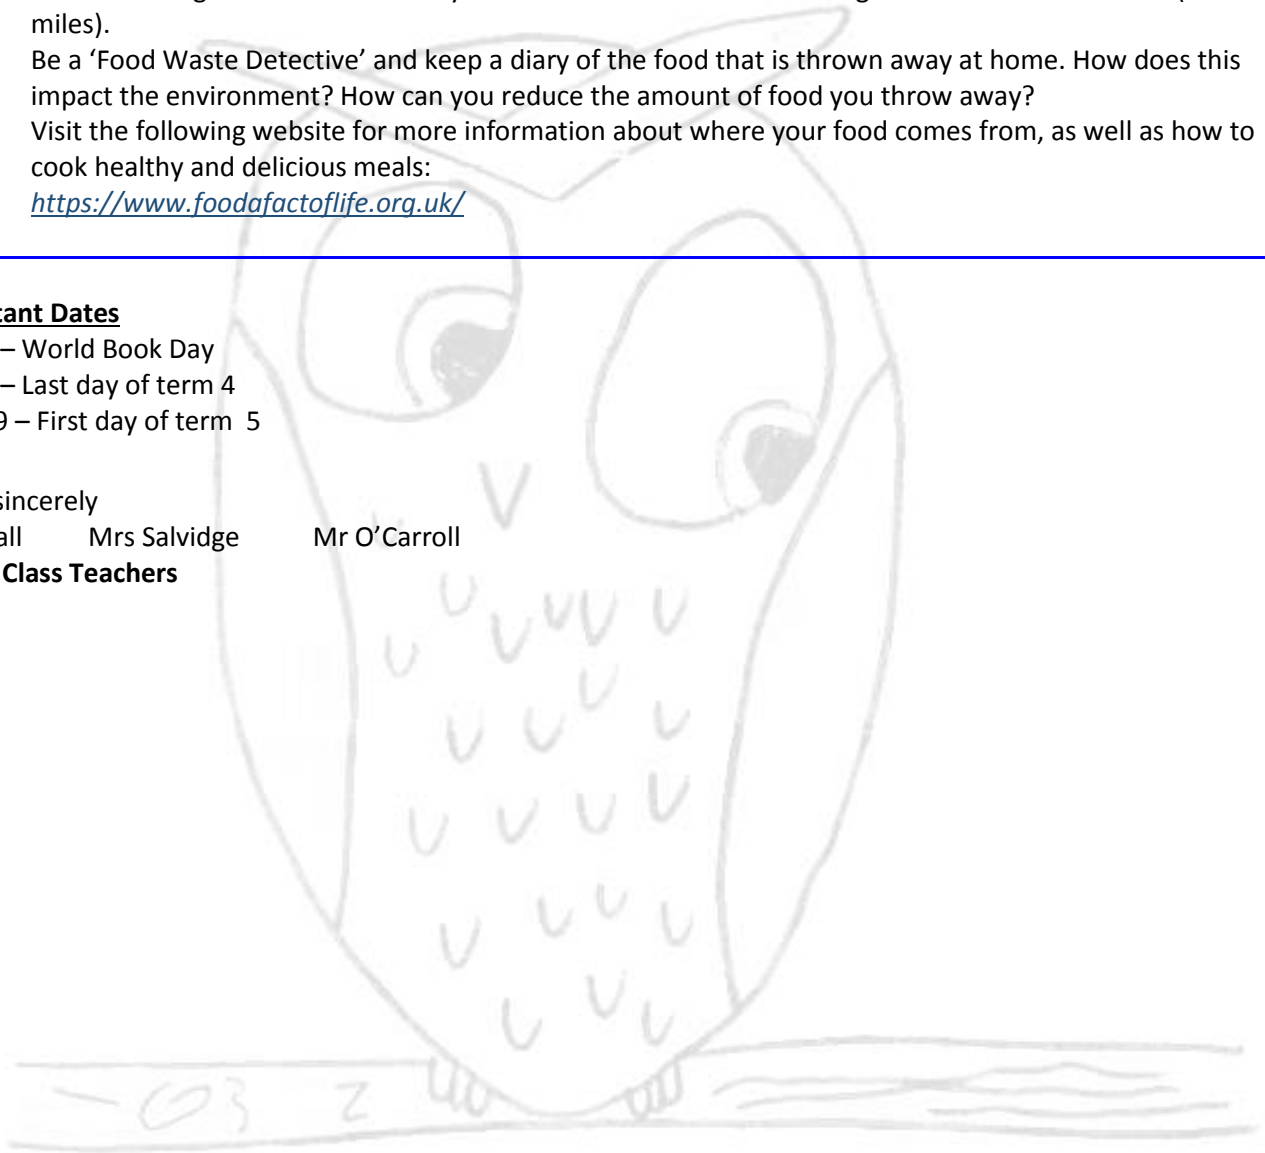 miles).
Be a ‘Food Waste Detective’ and keep a diary of the food that is thrown away at home. How does this
impact the environment? How can you reduce the amount of food you throw away?
Visit the following website for more information about where your food comes from, as well as how to
cook healthy and delicious meals:
https://www.foodafactoflife.org.uk/
Dates
– World Book Day
– Last day of term 4
9 – First day of term 5
sincerely
Mrs Salvidge Mr O’Carroll
Class Teachers